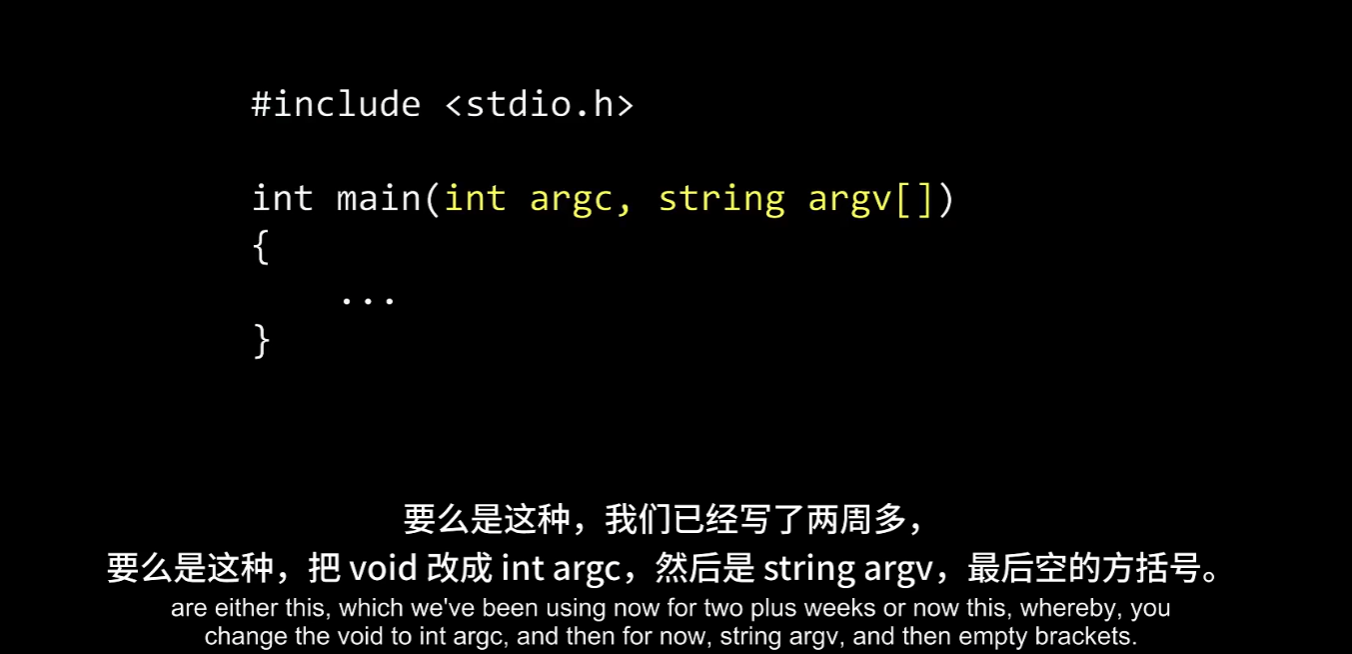 #include <stdio.h>
int main(int argc, string argv[])
{
...
}
要么是这种，我们已经写了两周多，
要么是这种，把 void 改成 int argc，然后是 string argv，最后空的方括号。
are either this, which we've been using now for two plus weeks or now this, whereby, you
change the void to int argc, and then for now, string argv, and then empty brackets.